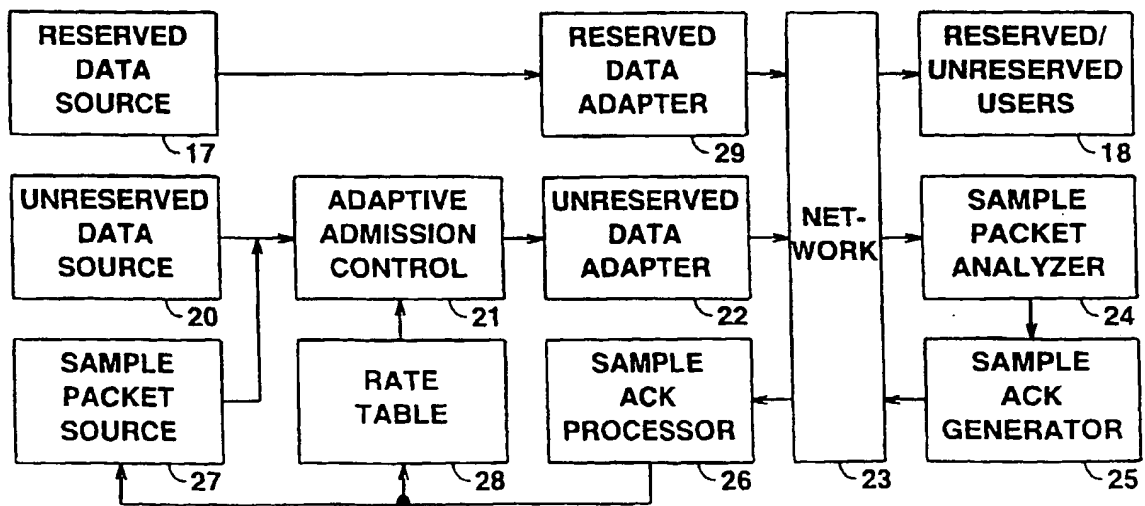 RESERVED
DATA
SOURCE
17
RESERVED
DATA
ADAPTER
29
RESERVED/
UNRESERVED
USERS
18
UNRESERVED
DATA
SOURCE
20
ADAPTIVE
ADMISSION
CONTROL
21
UNRESERVED
DATA
ADAPTER
22
NET-
WORK
23
SAMPLE
PACKET
ANALYZER
24
SAMPLE
PACKET
SOURCE
27
RATE
TABLE
28
SAMPLE
ACK
PROCESSOR
26
SAMPLE
ACK
GENERATOR
25